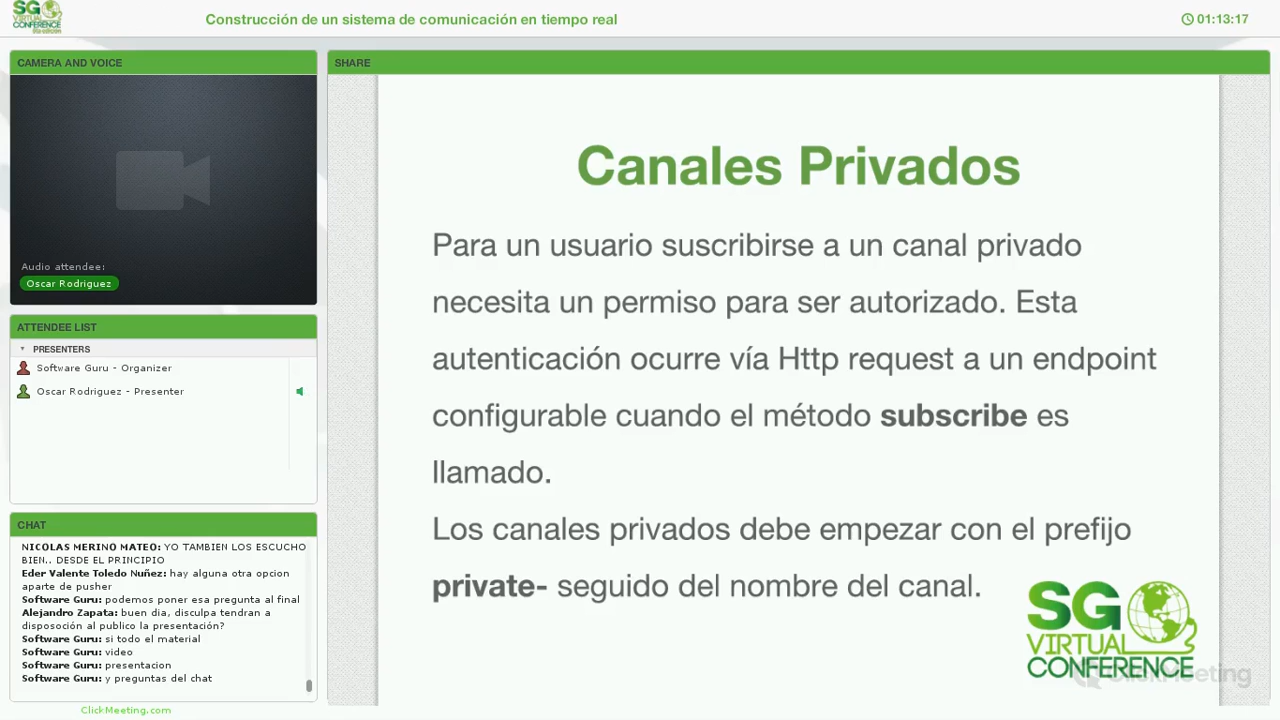 SG
VIRTUAL
CONFERENCE
Construcción de un sistema de comunicación en tiempo real
01:13:17
CAMERA AND VOICE
Audio attendee:
Oscar Rodriguez
ATTENDEE LIST
PRESENTERS
Software Guru - Organizer
Oscar Rodriguez - Presenter
CHAT
NICOLAS MERINO MATEO: YO TAMBIEN LOS ESCUCHO
BIEN.. DESDE EL PRINCIPIO
Eder Valente Toledo Nuñez: hay alguna otra opcion
aparte de pusher
Software Guru: podemos poner esa pregunta al final
Alejandro Zapata: buen dia, disculpa tendran a
disposoción al publico la presentación?
Software Guru: si todo el material
Software Guru: video
Software Guru: presentacion
Software Guru: y preguntas del chat
ClickMeeting.com
SHARE
Canales Privados
Para un usuario suscribirse a un canal privado
necesita un permiso para ser autorizado. Esta
autenticación ocurre vía Http request a un endpoint
configurable cuando el método subscribe es
llamado.
Los canales privados debe empezar con el prefijo
private- seguido del nombre del canal.
SG
VIRTUAL
CONFERENCE
ClickMeeting